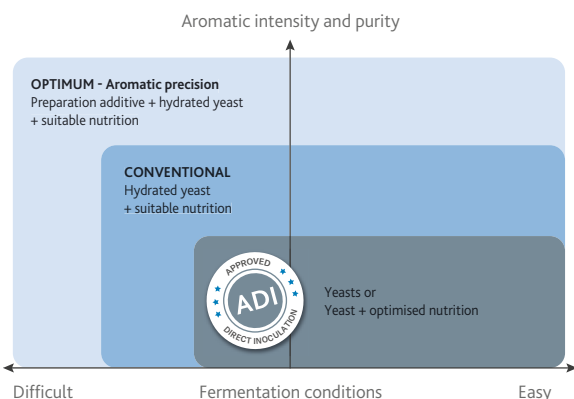 Aromatic intensity and purity
OPTIMUM - Aromatic precision
Preparation additive + hydrated yeast
+ suitable nutrition
CONVENTIONAL
Hydrated yeast
+ suitable nutrition
APPROVED
ADI
DIRECT INOCULATION
Yeasts or
Yeast + optimised nutrition
Difficult
Fermentation conditions
Easy